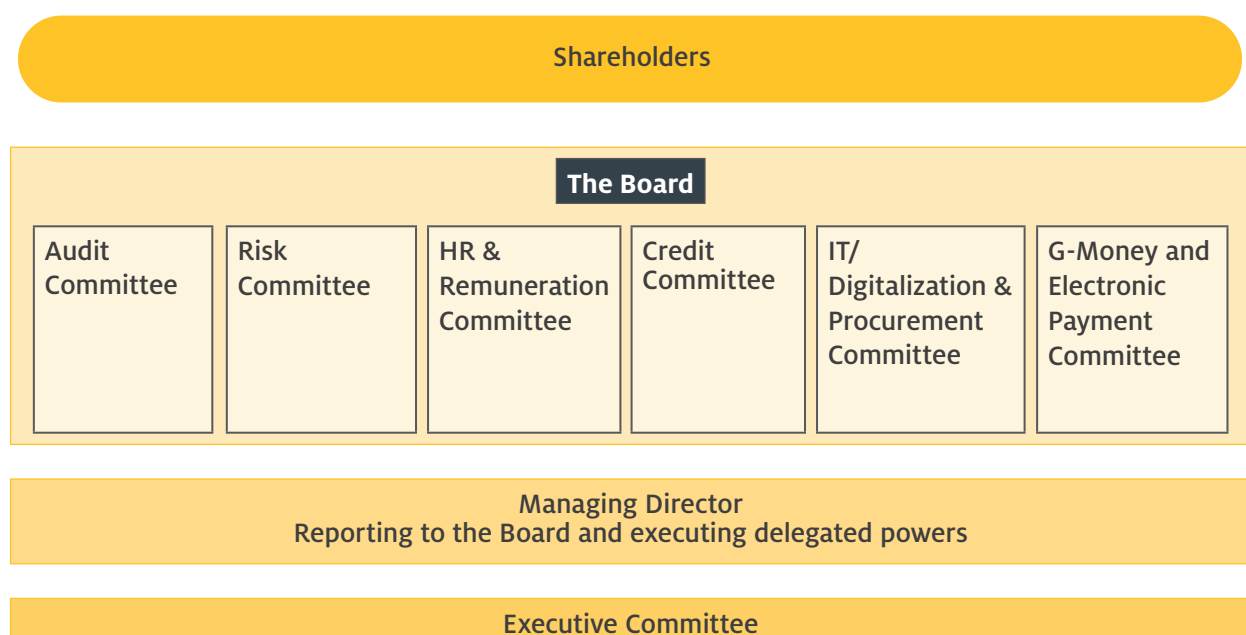 Shareholders
The Board
Audit
Committee
Risk
Committee
HR &
Remuneration
Committee
Credit
Committee
IT/
Digitalization &
Procurement
Committee
G-Money and
Electronic
Payment
Committee
Managing Director
Reporting to the Board and executing delegated powers
Executive Committee